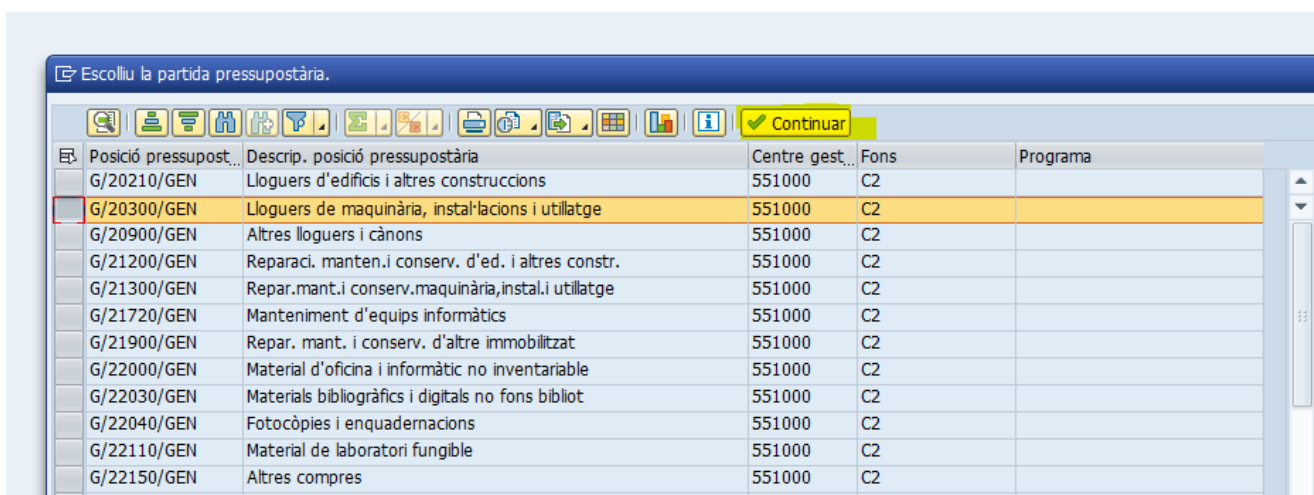 Escolliu la partida pressupostària.
Continuar
Posició pressupost... Descrip. posició pressupostària Centre gest... Fons Programa
G/20210/GEN Lloguers d'edificis i altres construccions 551000 C2
G/20300/GEN Lloguers de maquinària, instal·lacions i utillatge 551000 C2
G/20900/GEN Altres lloguers i cànons 551000 C2
G/21200/GEN Reparaci. manten.i conserv. d'ed. i altres constr. 551000 C2
G/21300/GEN Repar.mant.i conserv.maquinària,instal.i utillatge 551000 C2
G/21720/GEN Manteniment d'equips informàtics 551000 C2
G/21900/GEN Repar. mant. i conserv. d'altre immobilitzat 551000 C2
G/22000/GEN Material d'oficina i informàtic no inventariable 551000 C2
G/22030/GEN Materials bibliogràfics i digitals no fons bibliot 551000 C2
G/22040/GEN Fotocòpies i enquadernacions 551000 C2
G/22110/GEN Material de laboratori fungible 551000 C2
G/22150/GEN Altres compres 551000 C2